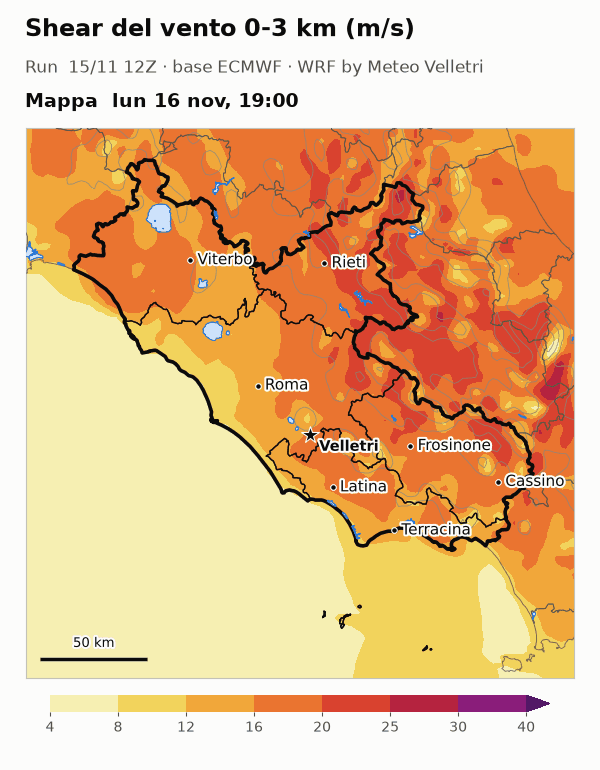 Shear del vento 0-3 km (m/s)
Run  15/11 12Z · base ECMWF · WRF by Meteo Velletri
Mappa  lun 16 nov, 19:00
Viterbo
Rieti
Roma
Velletri
Frosinone
Latina
Cassino
Terracina
50 km
4 8 12 16 20 25 30 40